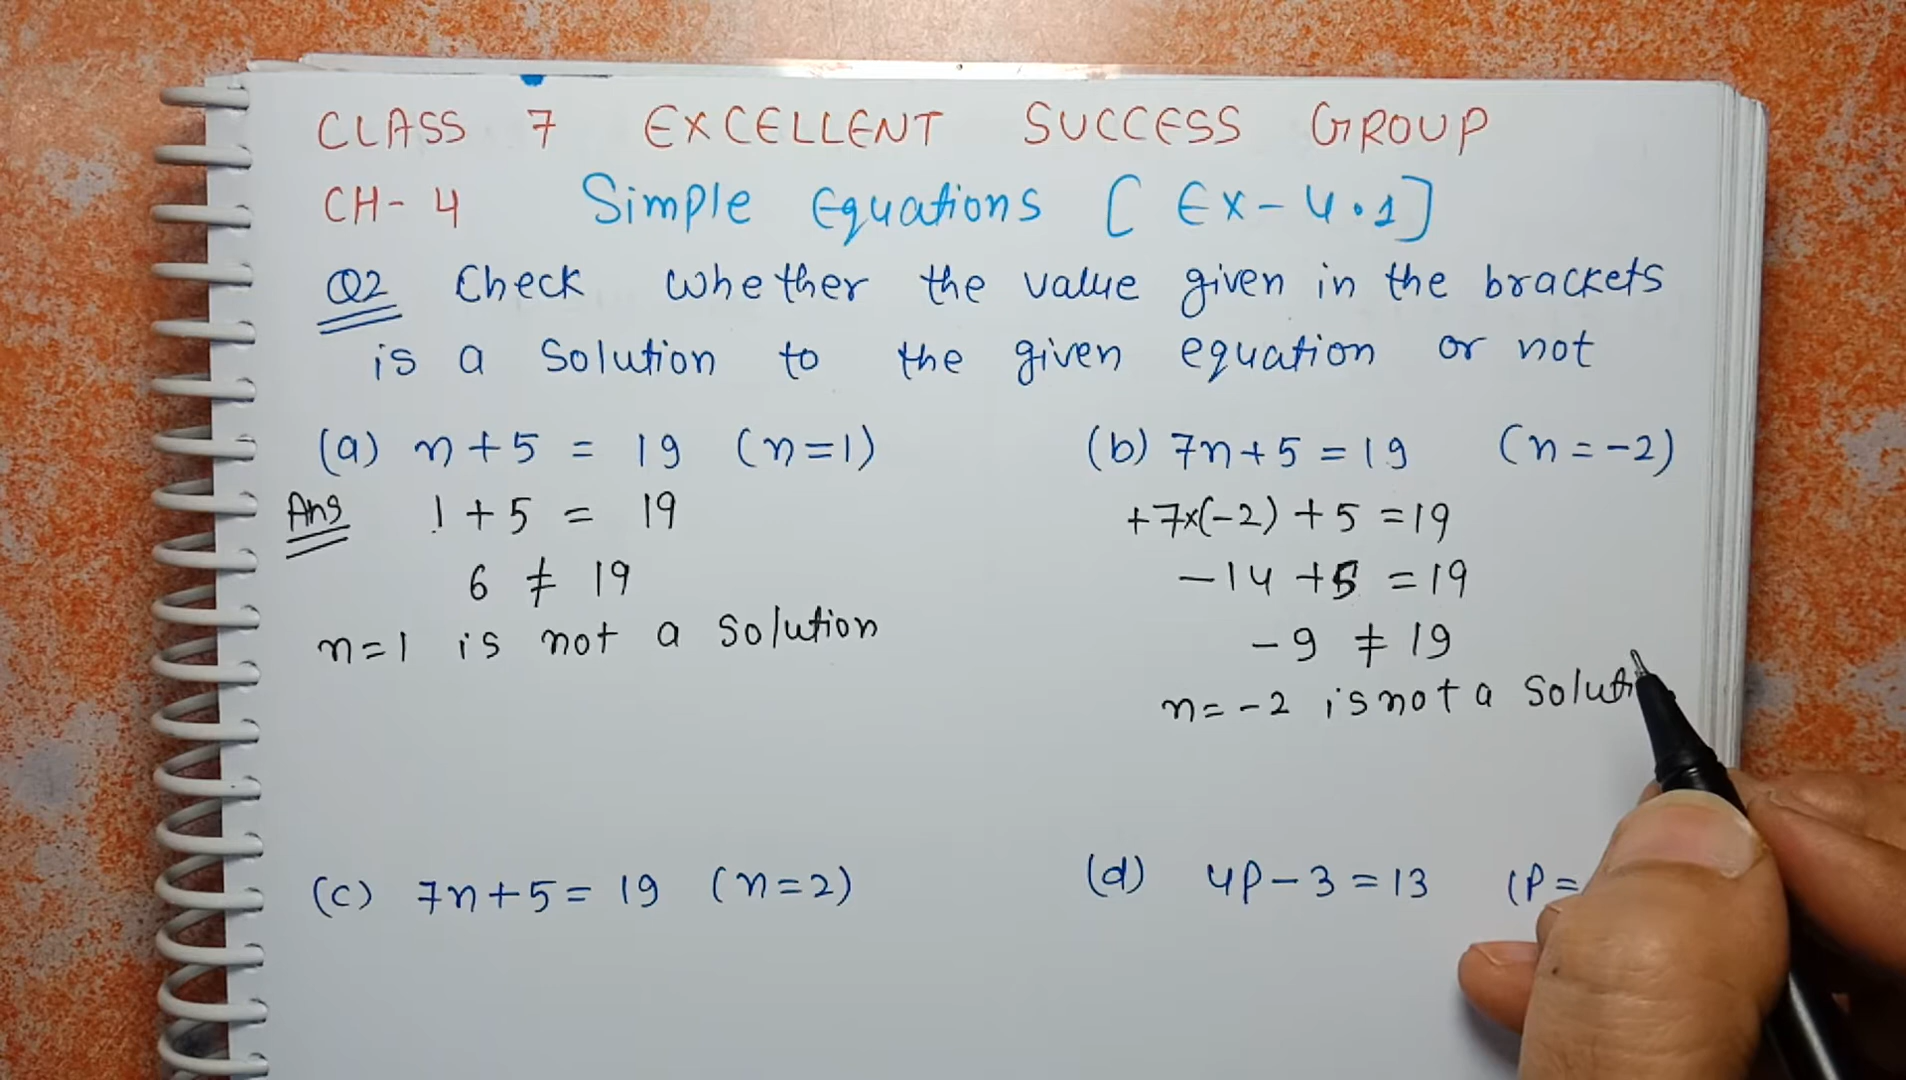 CLASS 7 EXCELLENT SUCCESS GROUP
CH-4 Simple Equations [Ex-4.1]
Q2 Check whether the value given in the brackets
is a solution to the given equation or not
(a) n+5 = 19 (n=1)
Ans 1+5 = 19
6 ≠ 19
n=1 is not a solution
(b) 7n+5=19 (n=-2)
+7×(-2)+5=19
-14+5=19
-9≠19
n=-2 is not a
(c) 7n+5=19 (n=2)
(d) 4P-3=13 (P=